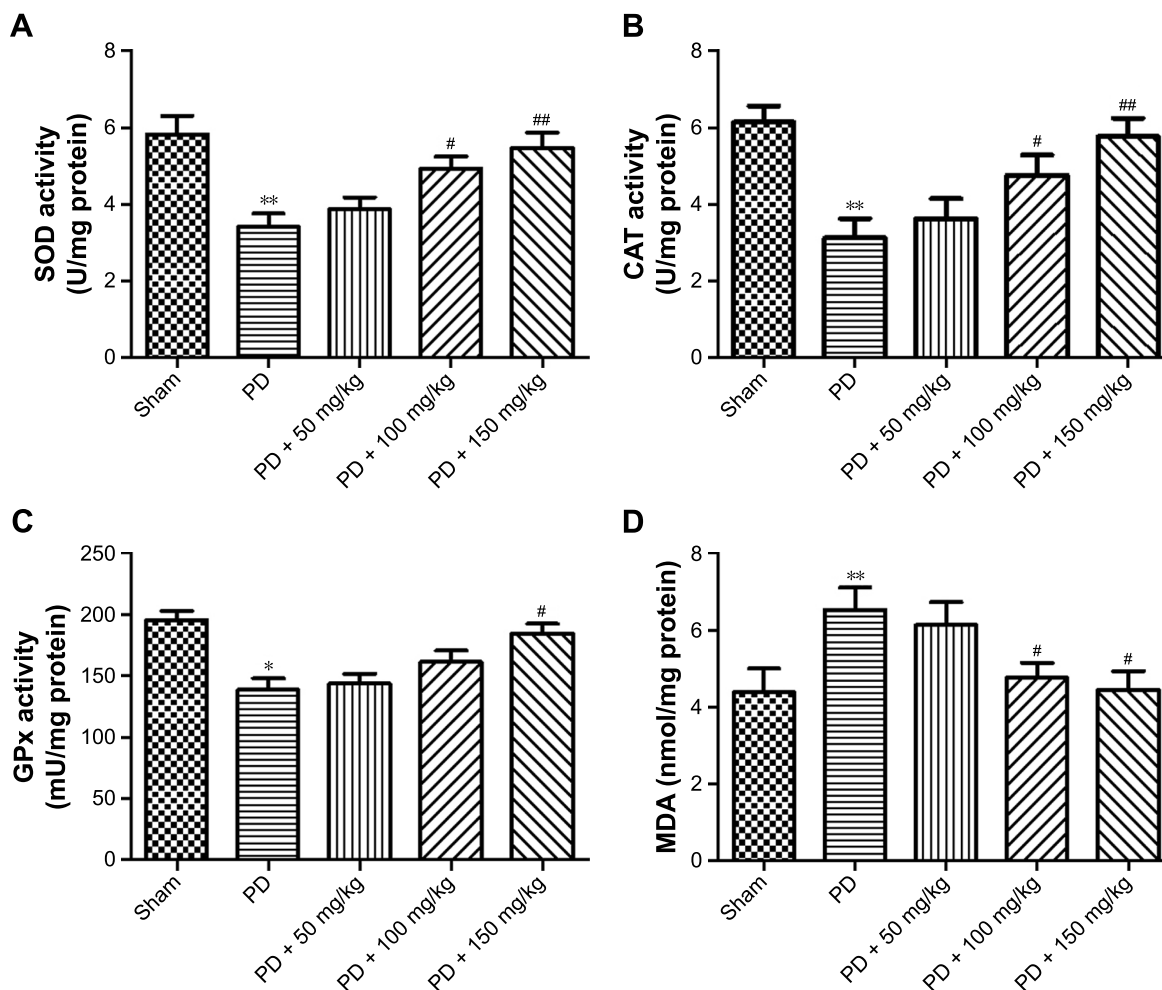 A
SOD activity
(U/mg protein)
8
6
4
2
0
**
#
##
Sham
PD
PD + 50 mg/kg
PD + 100 mg/kg
PD + 150 mg/kg
B
CAT activity
(U/mg protein)
8
6
4
2
0
**
#
##
Sham
PD
PD + 50 mg/kg
PD + 100 mg/kg
PD + 150 mg/kg
C
GPx activity
(mU/mg protein)
250
200
150
100
50
0
*
#
Sham
PD
PD + 50 mg/kg
PD + 100 mg/kg
PD + 150 mg/kg
D
MDA (nmol/mg protein)
8
6
4
2
0
**
#
#
Sham
PD
PD + 50 mg/kg
PD + 100 mg/kg
PD + 150 mg/kg